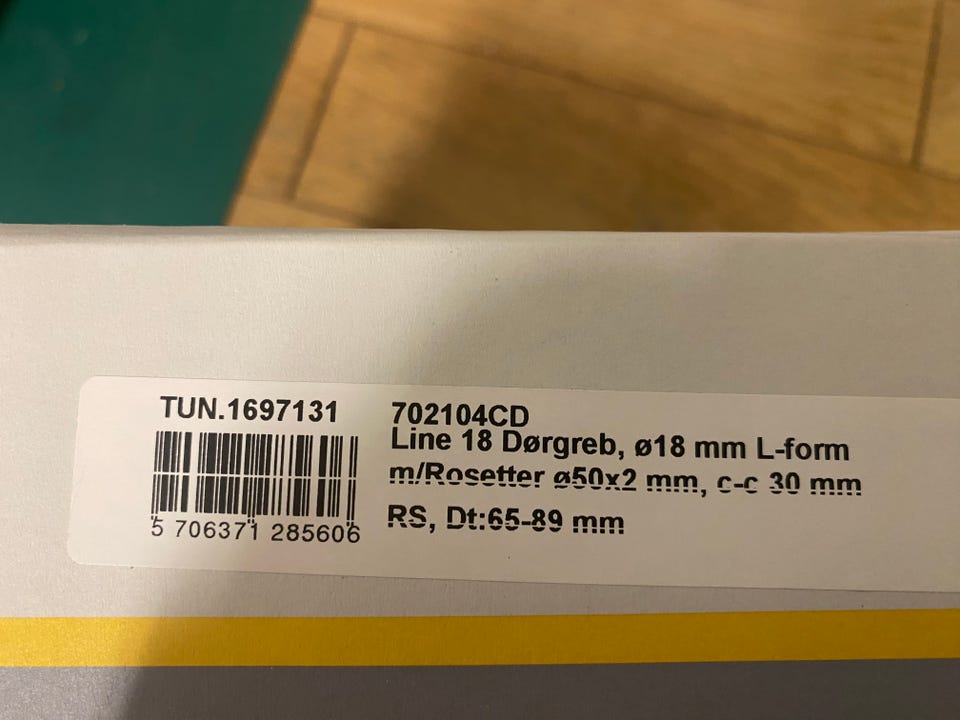 TUN.1697131
5 706371 285606
702104CD
Line 18 Dørgreb, ø18 mm L-form
m/Rosetter ø50x2 mm, c-c 30 mm
RS, Dt:65-89 mm